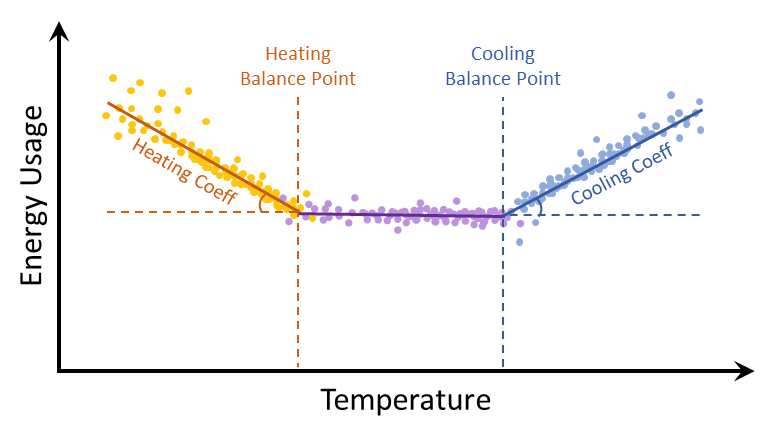 Heating
Balance Point
Cooling
Balance Point
Energy Usage
Heating Coeff
Cooling Coeff
Temperature